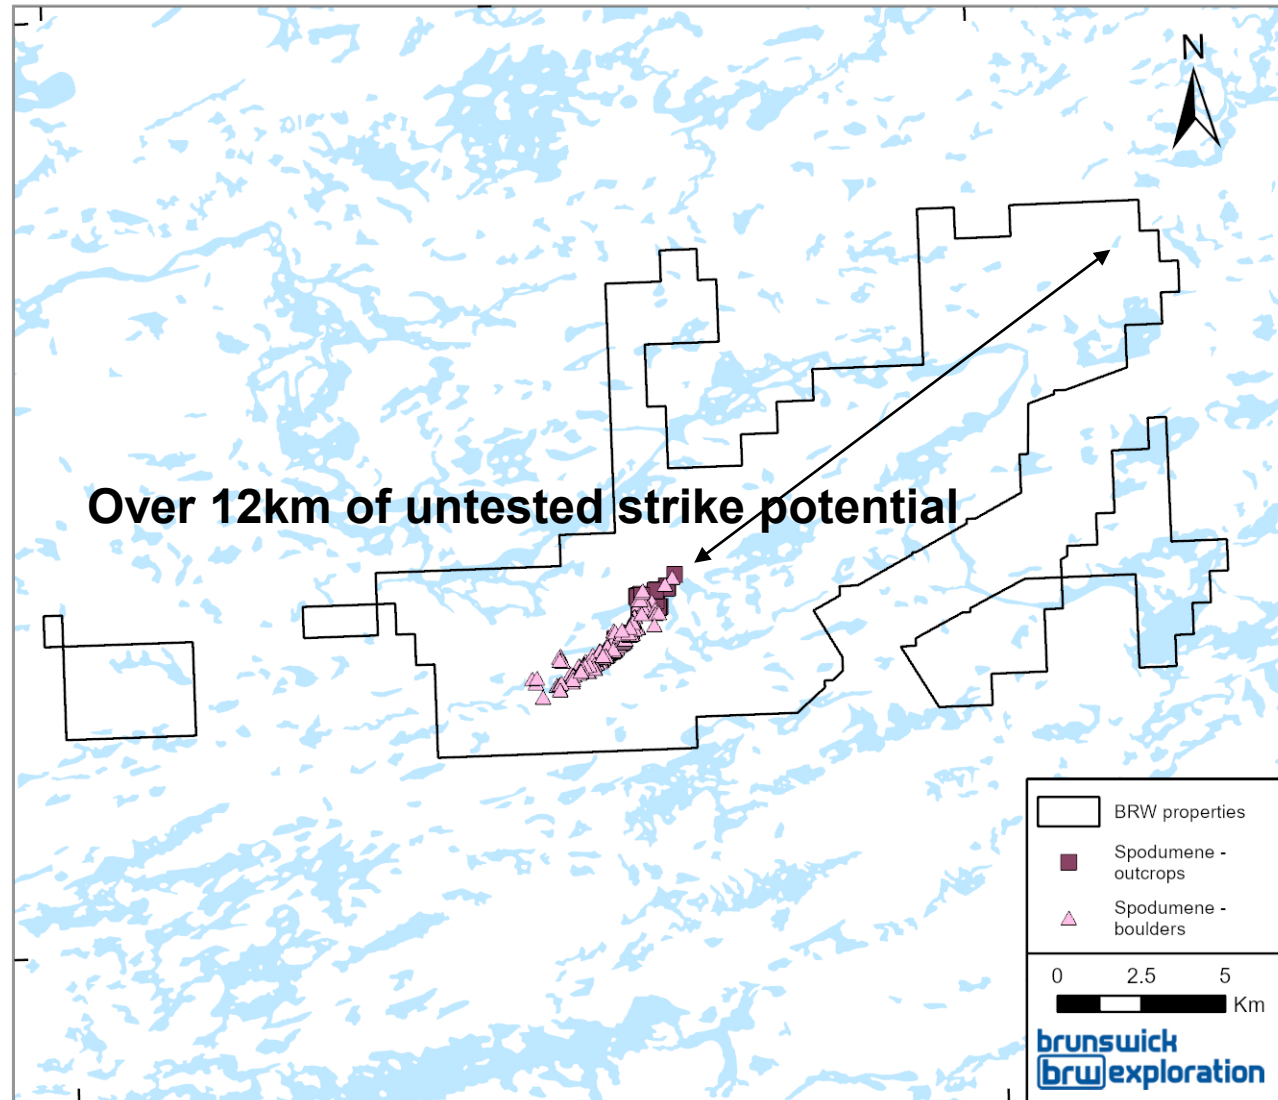 N
Over 12km of untested strike potential
BRW properties
Spodumene -
outcrops
Spodumene -
boulders
0 2.5 5
Km
brunswick
brw exploration